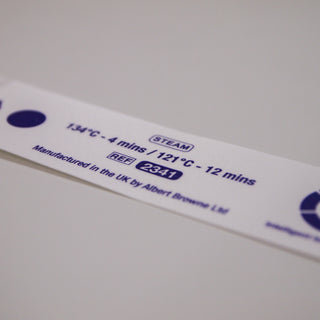 STEAM
134°C - 4 mins / 121°C - 12 mins
REF 2341
Manufactured in the UK by Albert Browne Ltd